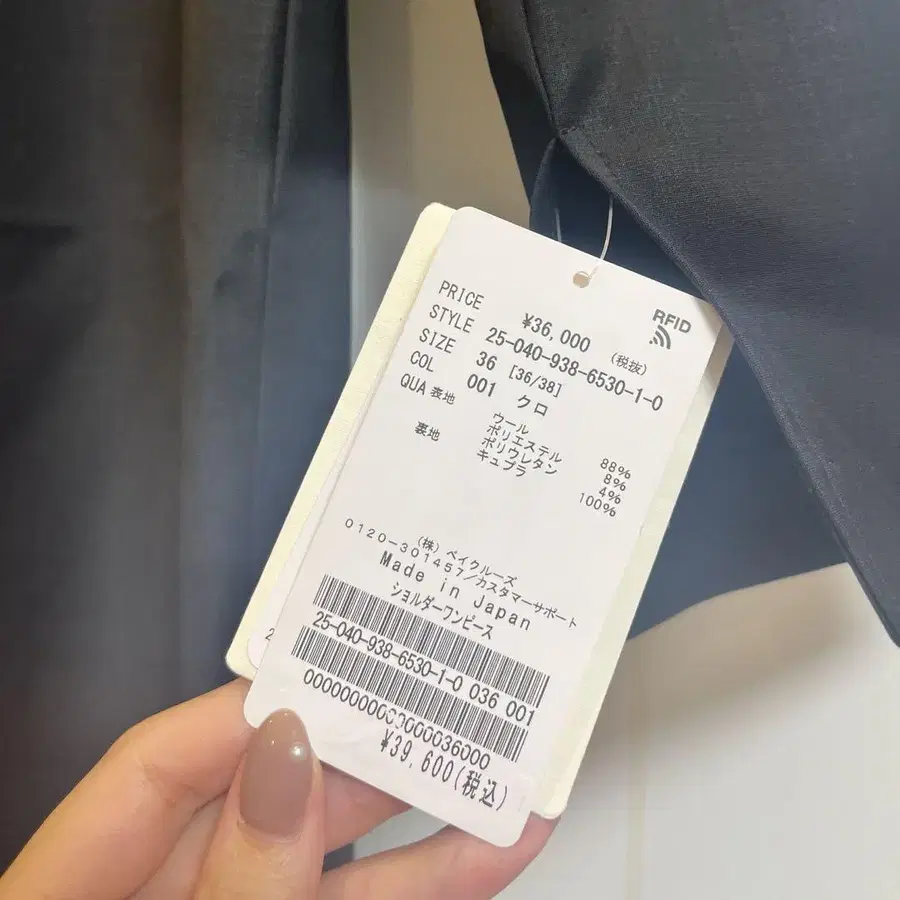 RFID
PRICE ¥36,000 (税抜)
STYLE 25-040-938-6530-1-0
SIZE 36 [36/38]
COL 001 クロ
QUA 表地 ウール 88%
ポリエステル 8%
ポリウレタン 4%
裏地 キュプラ 100%
(株) ベイクルーズ
0120-301457/カスタマーサポート
Made in Japan
ショルダーワンピース
25-040-938-6530-1-0 036 001
¥39,600(税込)